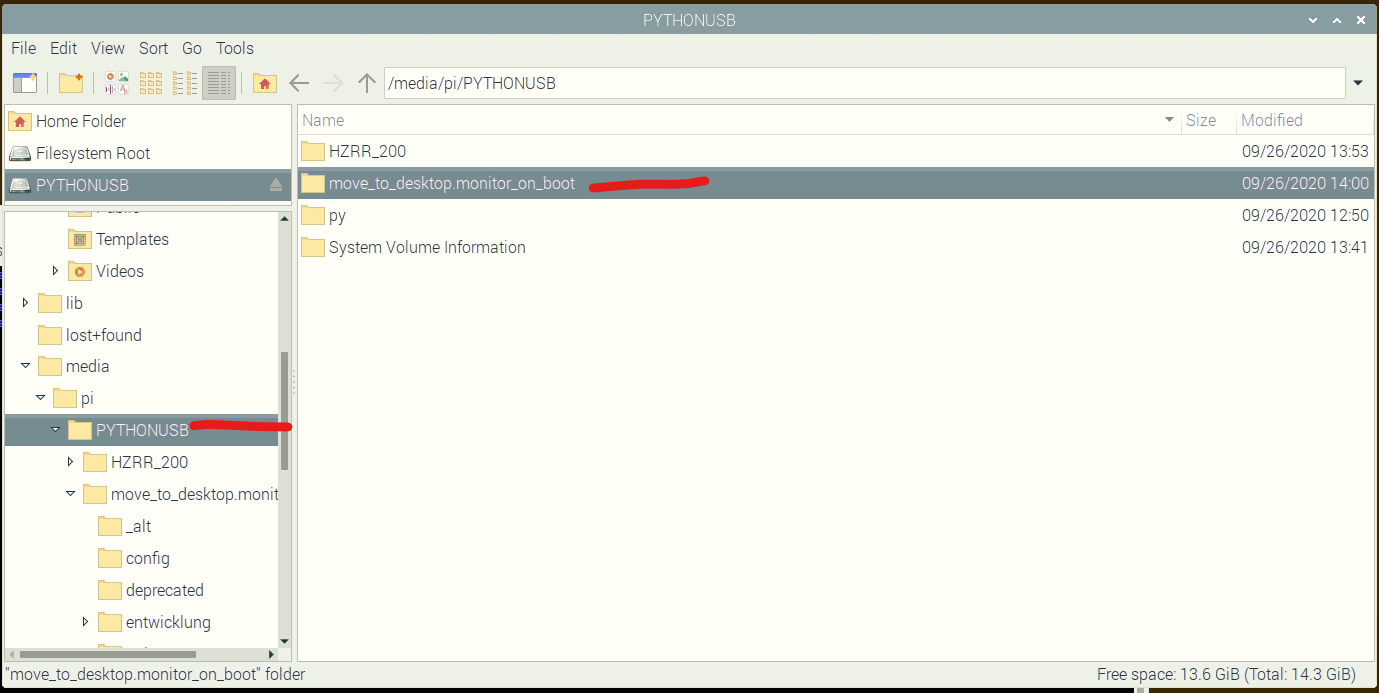 PYTHONUSB
File Edit View Sort Go Tools
/media/pi/PYTHONUSB
Home Folder
Filesystem Root
PYTHONUSB
Templates
Videos
lib
lost+found
media
pi
PYTHONUSB
HZRR_200
move_to_desktop.monit
_alt
config
deprecated
entwicklung
Name Size Modified
HZRR_200 09/26/2020 13:53
move_to_desktop.monitor_on_boot 09/26/2020 14:00
py 09/26/2020 12:50
System Volume Information 09/26/2020 13:41
"move_to_desktop.monitor_on_boot" folder Free space: 13.6 GiB (Total: 14.3 GiB)